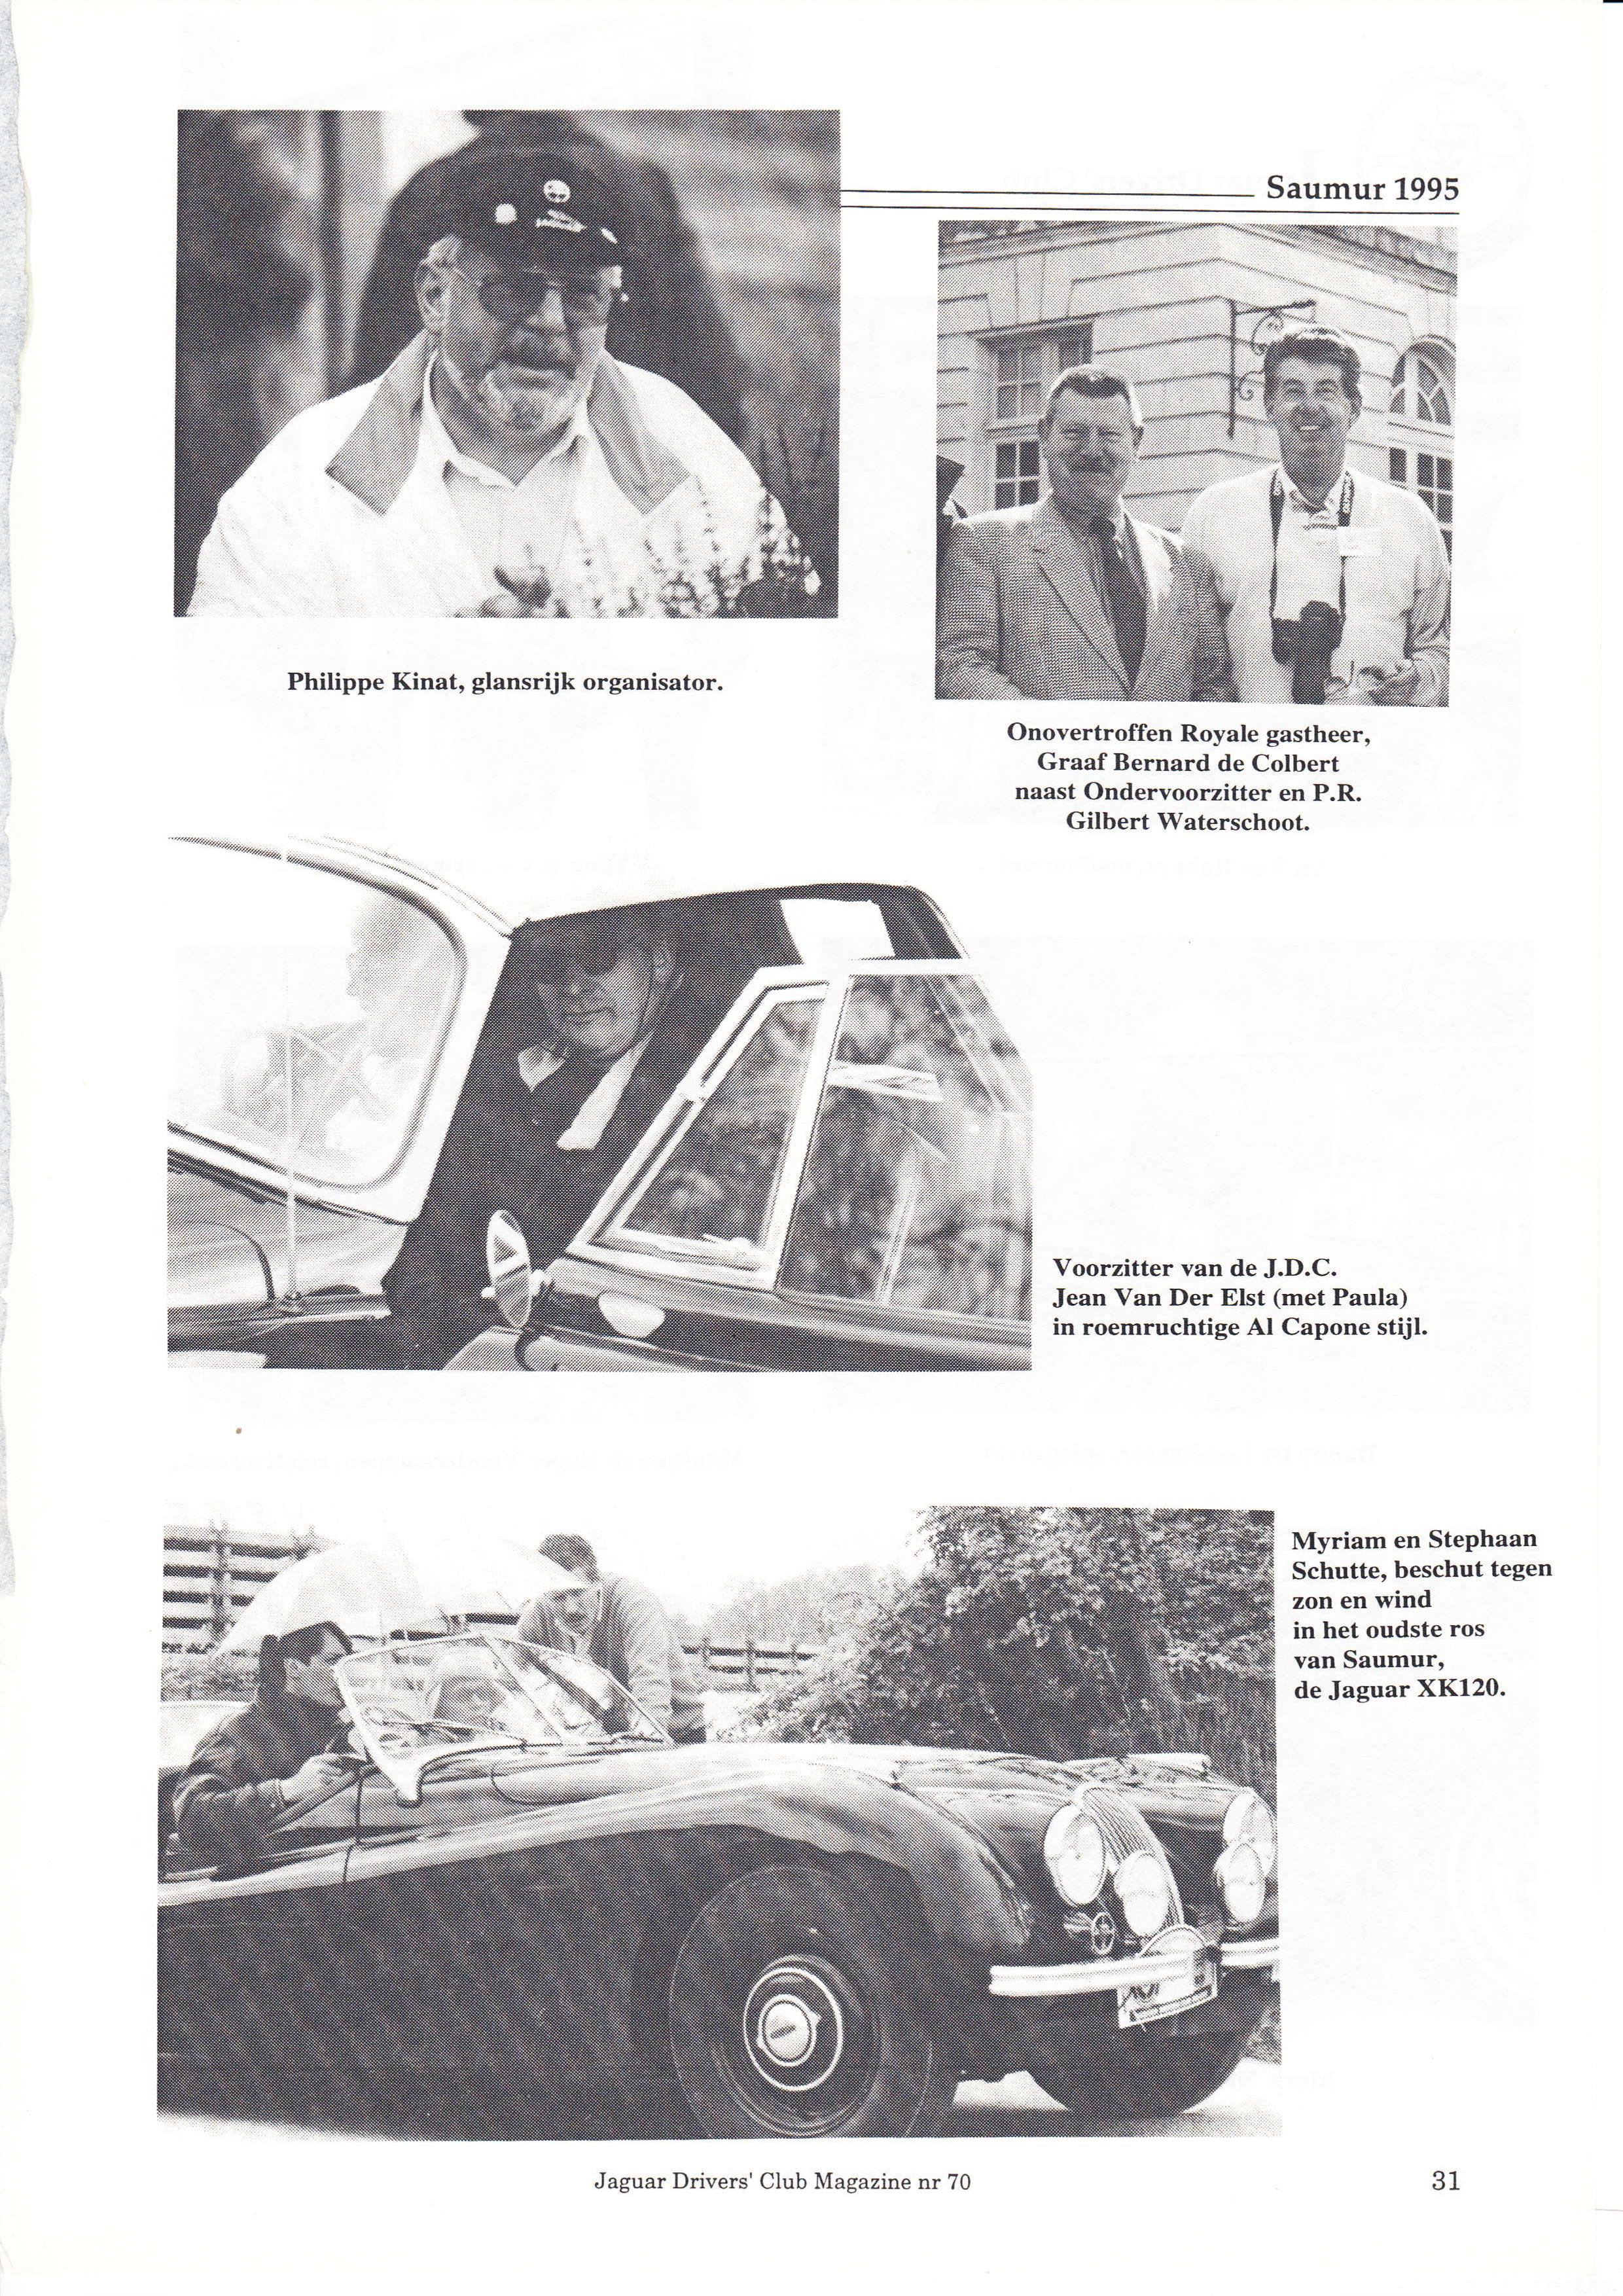 Saumur 1995
Philippe Kinat, glansrijk organisator.
Onovertroffen Royale gastheer,
Graaf Bernard de Colbert
naast Ondervoorzitter en P.R.
Gilbert Waterschoot.
Voorzitter van de J.D.C.
Jean Van Der Elst (met Paula)
in roemruchtige Al Capone stijl.
Myriam en Stephaan
Schutte, beschut tegen
zon en wind
in het oudste ros
van Saumur,
de Jaguar XK120.
Jaguar Drivers' Club Magazine nr 70
31